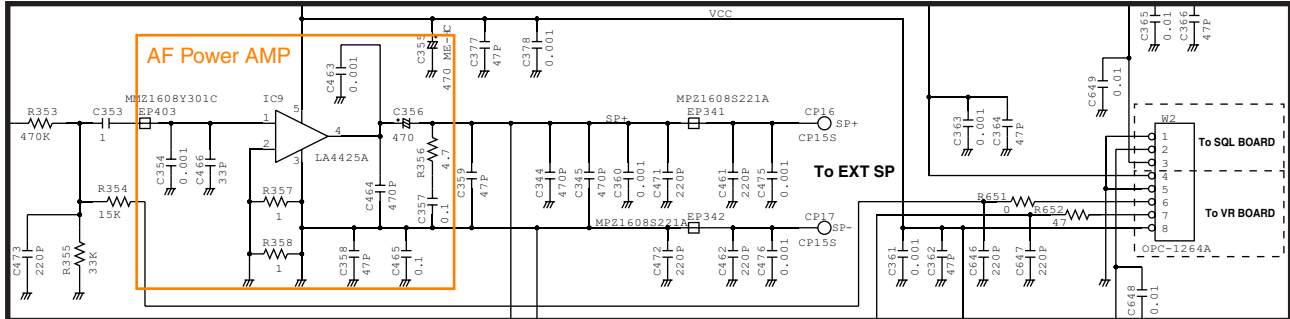 VCC
AF Power AMP
C355
470 ME-HC
C377
47P
C378
0.001
C365
0.01
C366
47P
C463
0.001
C649
0.01
MMZ1608Y301C
EP403
R353
470K
C353
1
IC9
1
2
3
4
5
LA4425A
C356
470
SP+
MPZ1608S221A
EP341
CP16
SP+
CP15S
C354
0.001
C466
33P
R356
4.7
C464
470P
C357
0.1
C359
47P
C344
470P
C345
470P
C360
0.001
C471
220P
C461
220P
C475
0.001
To EXT SP
C363
0.001
C364
47P
W2
1
2
3
4
5
6
7
8
To SQL BOARD
To VR BOARD
OPC-1264A
R354
15K
R357
1
R358
1
C473
220P
R355
33K
C358
47P
C465
0.1
MPZ1608S221A
EP342
CP17
SP-
CP15S
C472
220P
C462
220P
C476
0.001
R651
0
R652
47
C361
0.001
C362
47P
C646
220P
C647
220P
C648
0.01